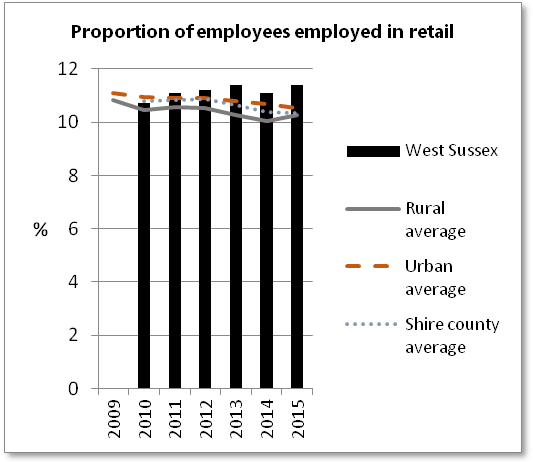 Proportion of employees employed in retail
12
10
8
6
4
2
0
%
2009
2010
2011
2012
2013
2014
2015
West Sussex
Rural
average
Urban
average
Shire county
average